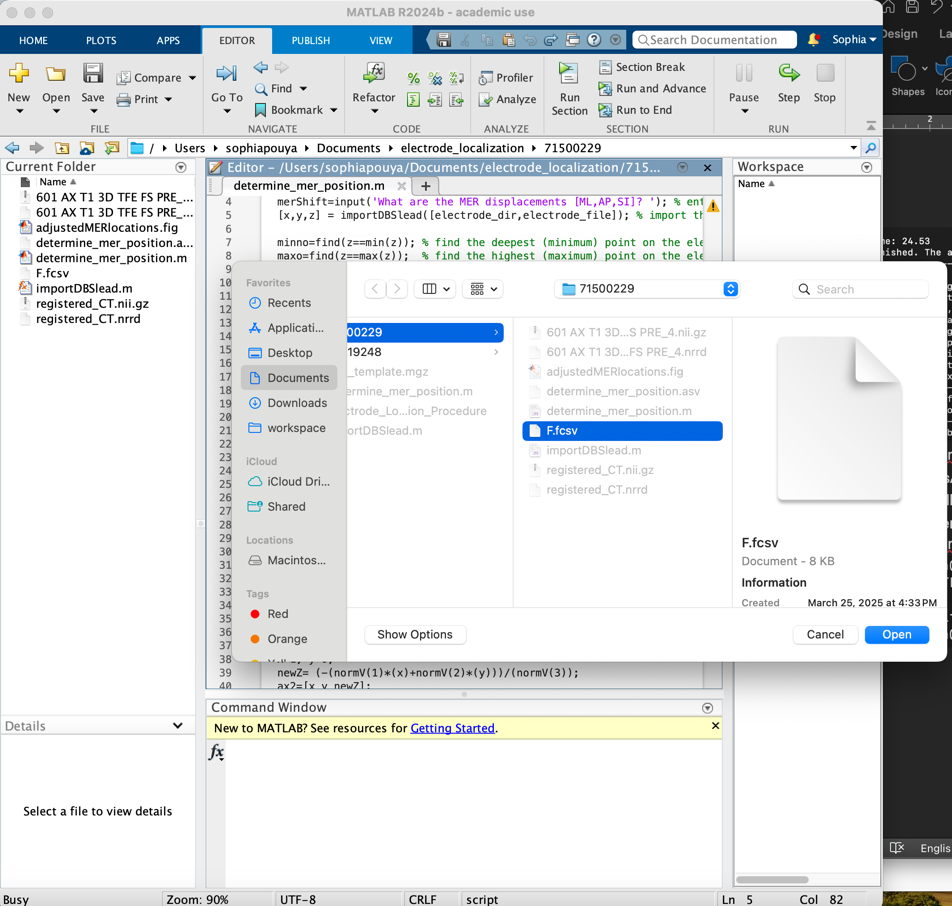 MATLAB R2024b - academic use
HOME PLOTS APPS EDITOR PUBLISH VIEW Search Documentation Sophia
New Open Save Compare Print
FILE
Go To Find Bookmark
NAVIGATE
Refactor
CODE
Profiler
Analyze
ANALYZE
Run Section
Section Break
Run and Advance
Run to End
SECTION
Pause Step Stop
RUN
Design
La
Shapes
Icon
2
/ Users sophiapouya Documents electrode_localization 71500229
Current Folder
Name
601 AX T1 3D TFE FS PRE_...
601 AX T1 3D TFE FS PRE_...
adjustedMERlocations.fig
determine_mer_position.a...
determine_mer_position.m
F.fcsv
importDBSlead.m
registered_CT.nii.gz
registered_CT.nrrd
Details
Select a file to view details
Editor - /Users/sophiapouya/Documents/electrode_localization/715...
determine_mer_position.m
4 merShift=input('What are the MER displacements [ML,AP,SI]? '); % ent
5 [x,y,z] = importDBSlead([electrode_dir,electrode_file]); % import th
6
7 minno=find(z==min(z)); % find the deepest (minimum) point on the ele
8 maxo=find(z==max(z)); % find the highest (maximum) point on the ele
9
10
11
12
13
14
15
16
17
18
19
20
21
22
23
24
25
26
27
28
29
30
31
32
33
34
35
36
37
38
39 newZ= (-(normV(1)*(x)+normV(2)*(y)))/(normV(3));
40 ax2=[x y newZ];
Workspace
Name
me: 24.53
nished. The a
Favorites
Recents
Applicati...
Desktop
Documents
Downloads
workspace
iCloud
iCloud Dri...
Shared
Locations
Macintos...
Tags
Red
Orange
71500229
Search
00229
19248
_template.mgz
ermine_mer_position.m
ctrode_Lo...ion_Procedure
ortDBSlead.m
601 AX T1 3D...S PRE_4.nii.gz
601 AX T1 3D...FS PRE_4.nrrd
adjustedMERlocations.fig
determine_mer_position.asv
determine_mer_position.m
F.fcsv
importDBSlead.m
registered_CT.nii.gz
registered_CT.nrrd
F.fcsv
Document - 8 KB
Information
Created March 25, 2025 at 4:33 PM
Show Options
Cancel
Open
Command Window
New to MATLAB? See resources for Getting Started.
fx
Englis
Busy Zoom: 90% UTF-8 CRLF script Ln 5 Col 82